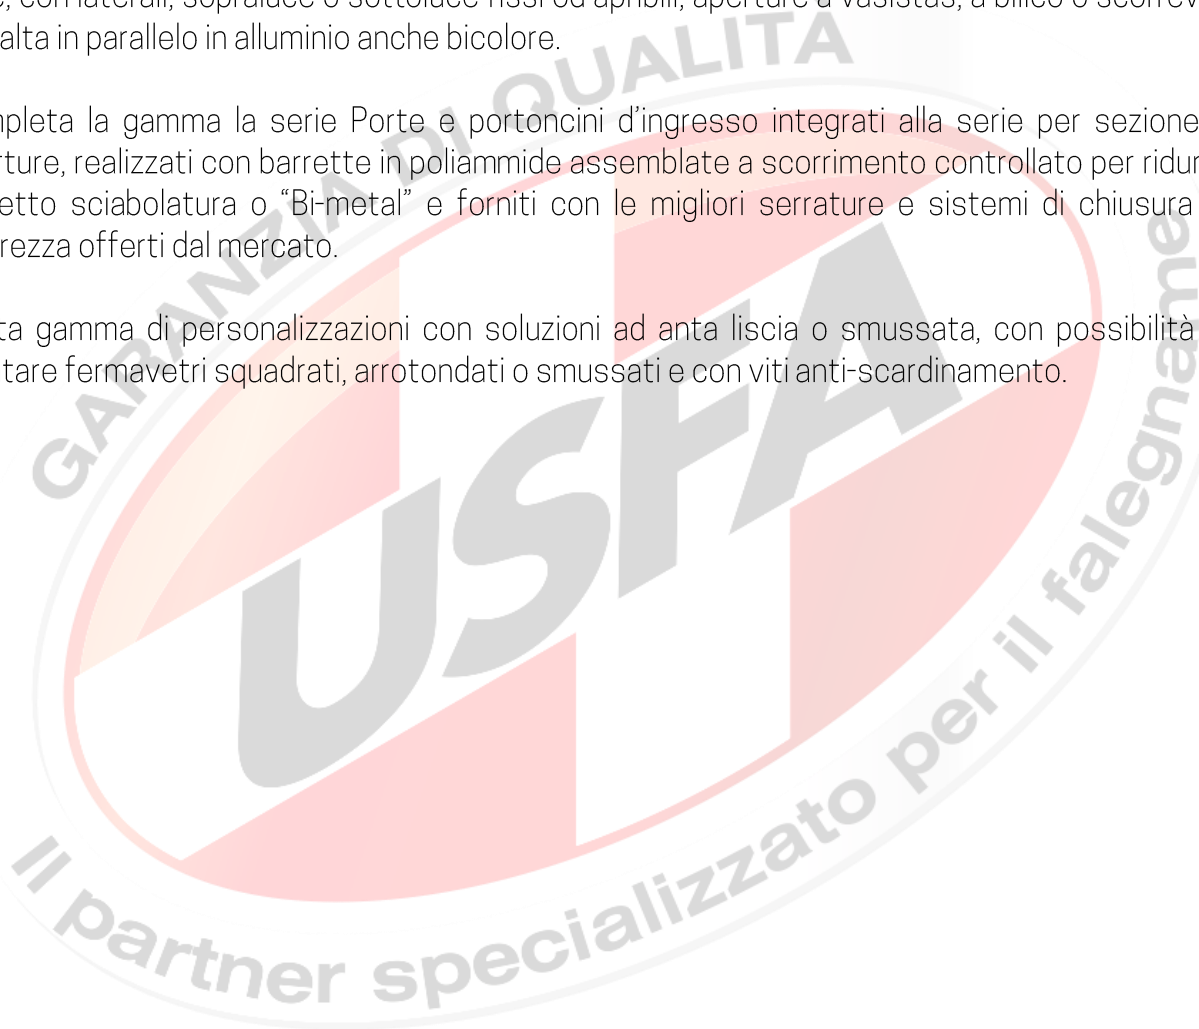 con laterali, sopraluce o sottoluce fissi od apribili, aperture a vasistas, a bilico o scorrev
alta in parallelo in alluminio anche bicolore.
mpleta la gamma la serie Porte e portoncini d’ingresso integrati alla serie per sezione
rture, realizzati con barrette in poliammide assemblate a scorrimento controllato per ridur
etto sciabolatura o “Bi-metal” e forniti con le migliori serrature e sistemi di chiusura
rezza offerti dal mercato.
ta gamma di personalizzazioni con soluzioni ad anta liscia o smussata, con possibilità
tare fermavetri squadrati, arrotondati o smussati e con viti anti-scardinamento.
GARANZIA DI QUALITA
USFA
Il partner specializzato per il falegname